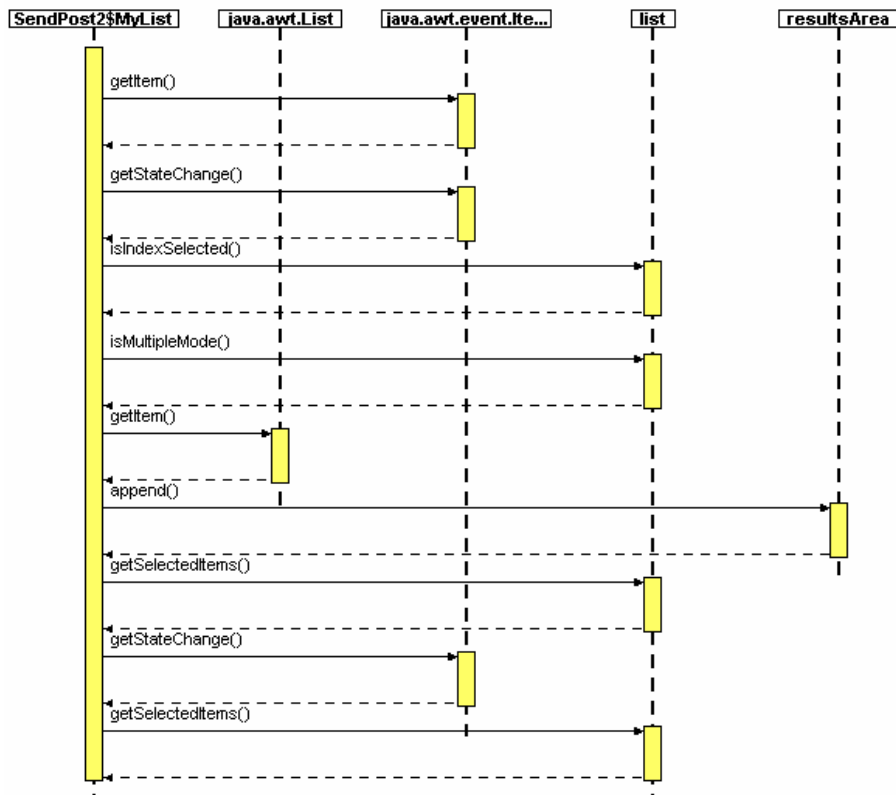 SendPost2$MyList java.awt.List java.awt.event.Ite... list resultsArea
getItem()
getStateChange()
isIndexSelected()
isMultipleMode()
getItem()
append()
getSelectedItems()
getStateChange()
getSelectedItems()